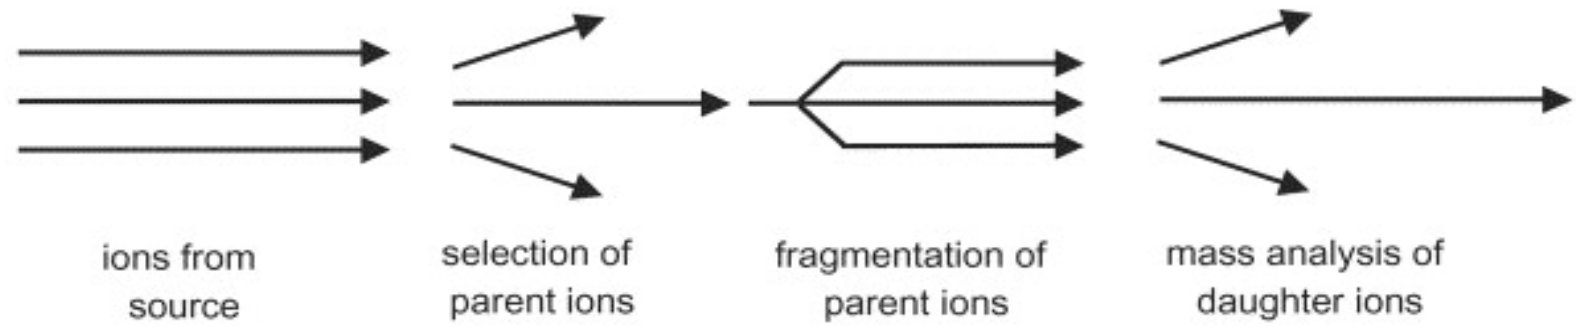 ions from
source
selection of
parent ions
fragmentation of
parent ions
mass analysis of
daughter ions